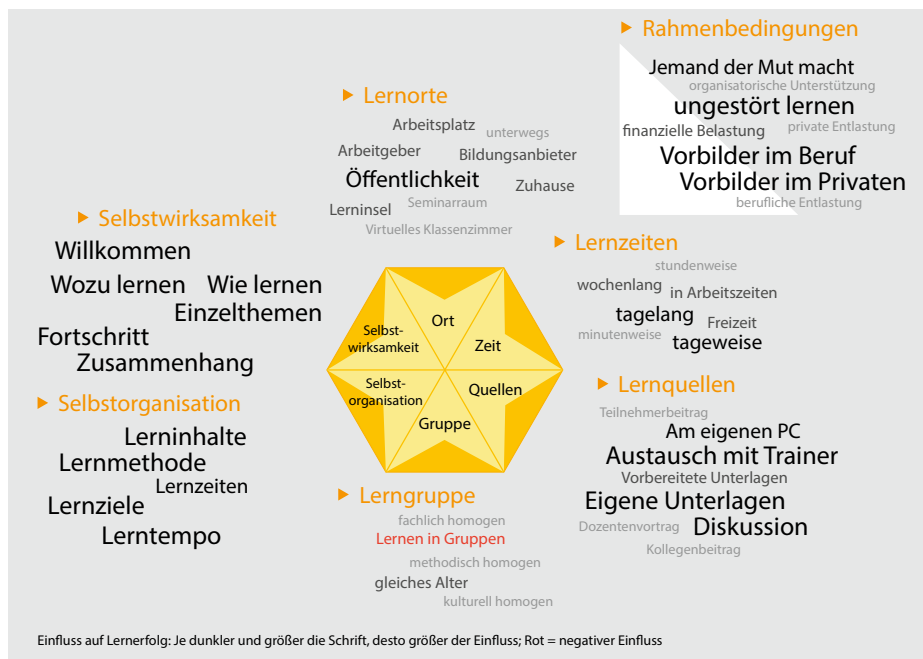 ▶ Rahmenbedingungen
Jemand der Mut macht
organisatorische Unterstützung
ungestört lernen
finanzielle Belastung
private Entlastung
Vorbilder im Beruf
Vorbilder im Privaten
berufliche Entlastung
▶ Lernorte
Arbeitsplatz
unterwegs
Arbeitgeber
Bildungsanbieter
Öffentlichkeit
Zuhause
Lerninsel
Seminarraum
Virtuelles Klassenzimmer
▶ Selbstwirksamkeit
Willkommen
Wozu lernen
Wie lernen
Einzelthemen
Fortschritt
Zusammenhang
▶ Lernzeiten
stundenweise
wochenlang
in Arbeitszeiten
tagelang
Freizeit
minutenweise
tageweise
Selbst-
wirksamkeit
Ort
Zeit
Selbst-
organisation
Quellen
Gruppe
▶ Selbstorganisation
Lerninhalte
Lernmethode
Lernzeiten
Lernziele
Lerntempo
▶ Lernquellen
Teilnehmerbeitrag
Am eigenen PC
Austausch mit Trainer
Vorbereitete Unterlagen
Eigene Unterlagen
Dozentenvortrag
Diskussion
Kollegenbeitrag
▶ Lerngruppe
fachlich homogen
Lernen in Gruppen
methodisch homogen
gleiches Alter
kulturell homogen
Einfluss auf Lernerfolg: Je dunkler und größer die Schrift, desto größer der Einfluss; Rot = negativer Einfluss